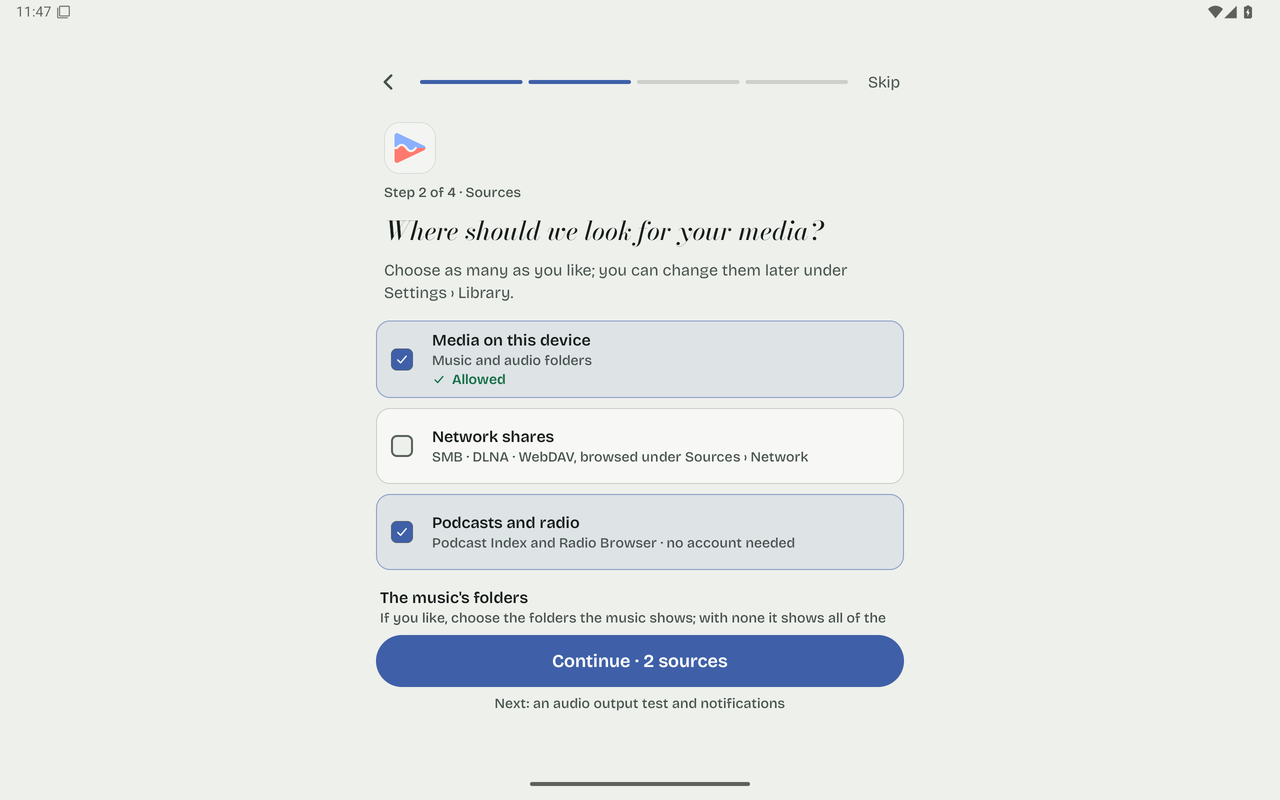 11:47
Skip
Step 2 of 4 · Sources
Where should we look for your media?
Choose as many as you like; you can change them later under
Settings › Library.
Media on this device
Music and audio folders
Allowed
Network shares
SMB · DLNA · WebDAV, browsed under Sources › Network
Podcasts and radio
Podcast Index and Radio Browser · no account needed
The music's folders
If you like, choose the folders the music shows; with none it shows all of the
Continue · 2 sources
Next: an audio output test and notifications